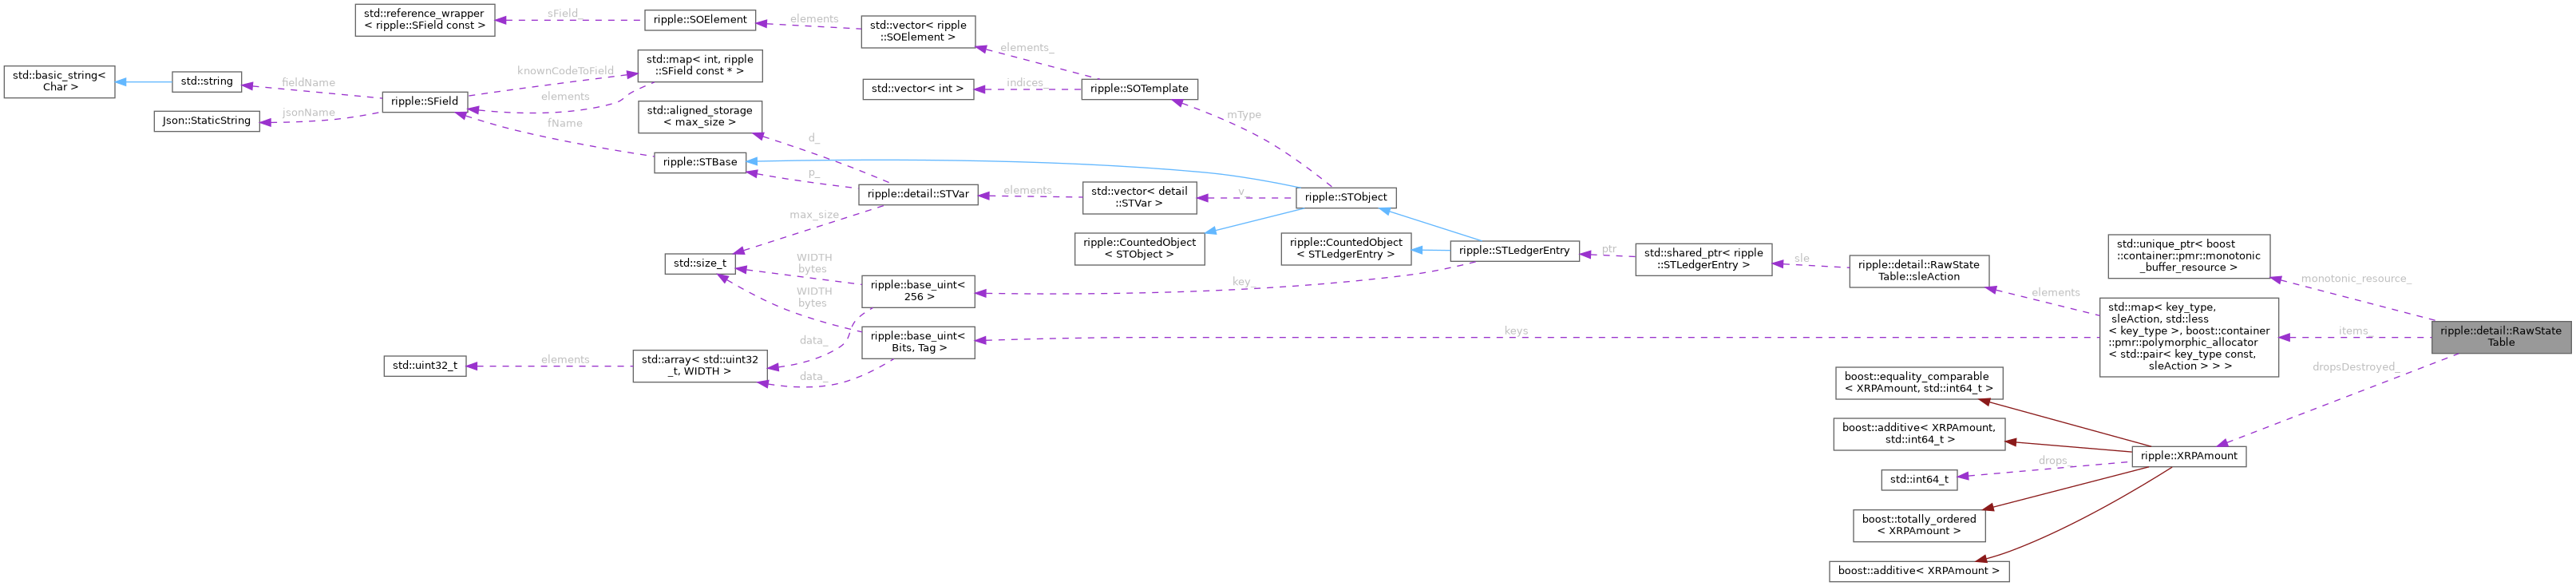 std::reference_wrapper
< ripple::SField const >
sField_
ripple::SOElement
elements
std::vector< ripple
::SOElement >
elements_
std::basic_string<
Char >
std::string
fieldName
Json::StaticString
jsonName
ripple::SField
knownCodeToField
elements
std::map< int, ripple
::SField const * >
fName
std::aligned_storage
< max_size >
d_
ripple::STBase
p_
ripple::detail::STVar
max_size
elements
std::vector< int >
indices_
ripple::SOTemplate
mType
std::vector< detail
::STVar >
v_
ripple::STObject
ripple::CountedObject
< STObject >
ripple::CountedObject
< STLedgerEntry >
ripple::STLedgerEntry
ptr
std::shared_ptr< ripple
::STLedgerEntry >
sle
ripple::detail::RawState
Table::sleAction
elements
std::size_t
WIDTH
bytes
WIDTH
bytes
ripple::base_uint<
256 >
key_
ripple::base_uint<
Bits, Tag >
keys
data_
data_
std::uint32_t
elements
std::array< std::uint32
_t, WIDTH >
std::unique_ptr< boost
::container::pmr::monotonic
_buffer_resource >
monotonic_resource_
std::map< key_type,
sleAction, std::less
< key_type >, boost::container
::pmr::polymorphic_allocator
< std::pair< key_type const,
sleAction > > >
items_
ripple::detail::RawState
Table
dropsDestroyed_
boost::equality_comparable
< XRPAmount, std::int64_t >
boost::additive< XRPAmount,
std::int64_t >
ripple::XRPAmount
drops_
std::int64_t
boost::totally_ordered
< XRPAmount >
boost::additive< XRPAmount >